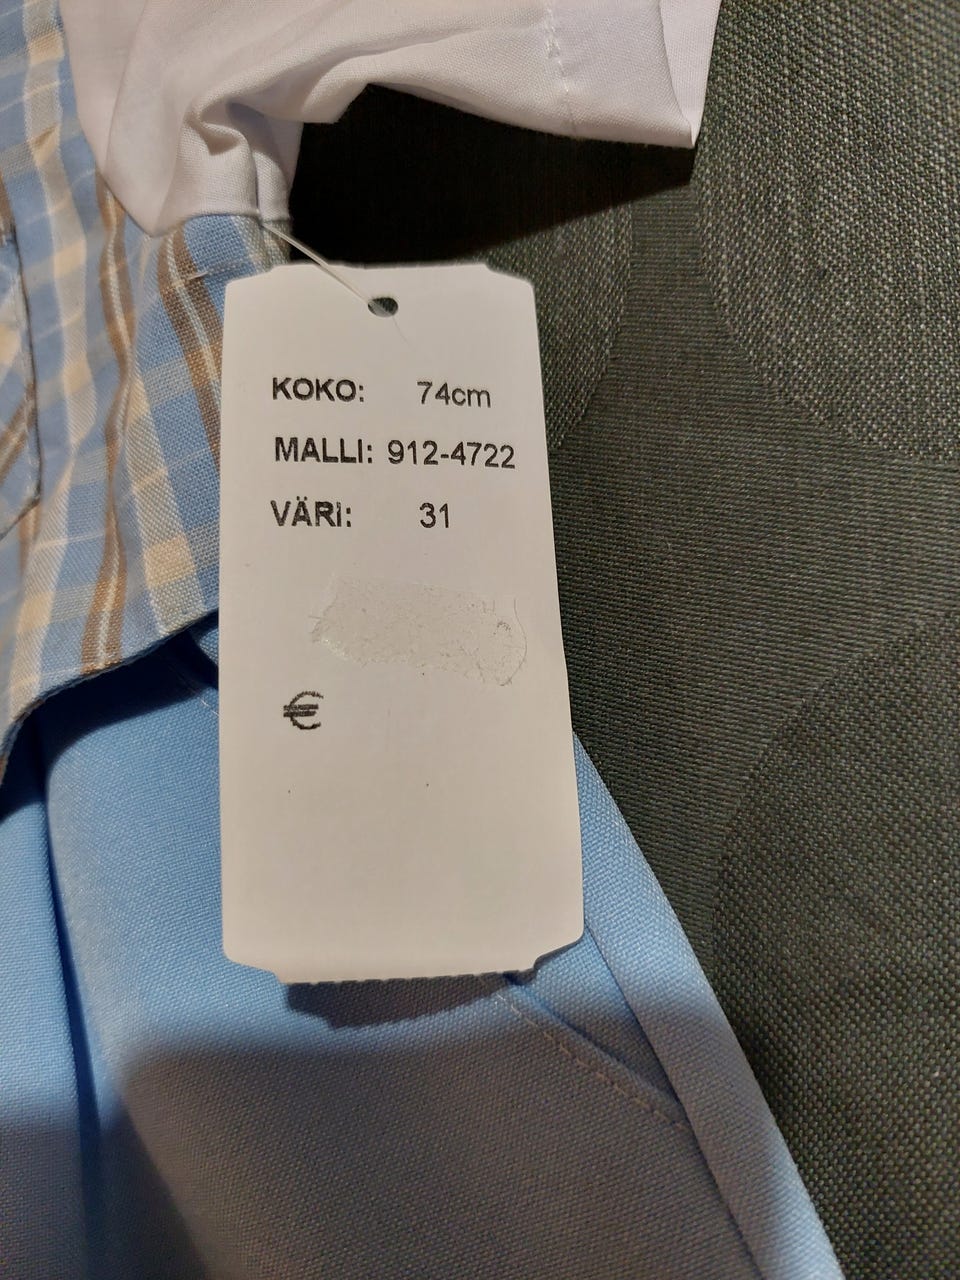 KOKO: 74cm
MALLI: 912-4722
VÄRI: 31
€